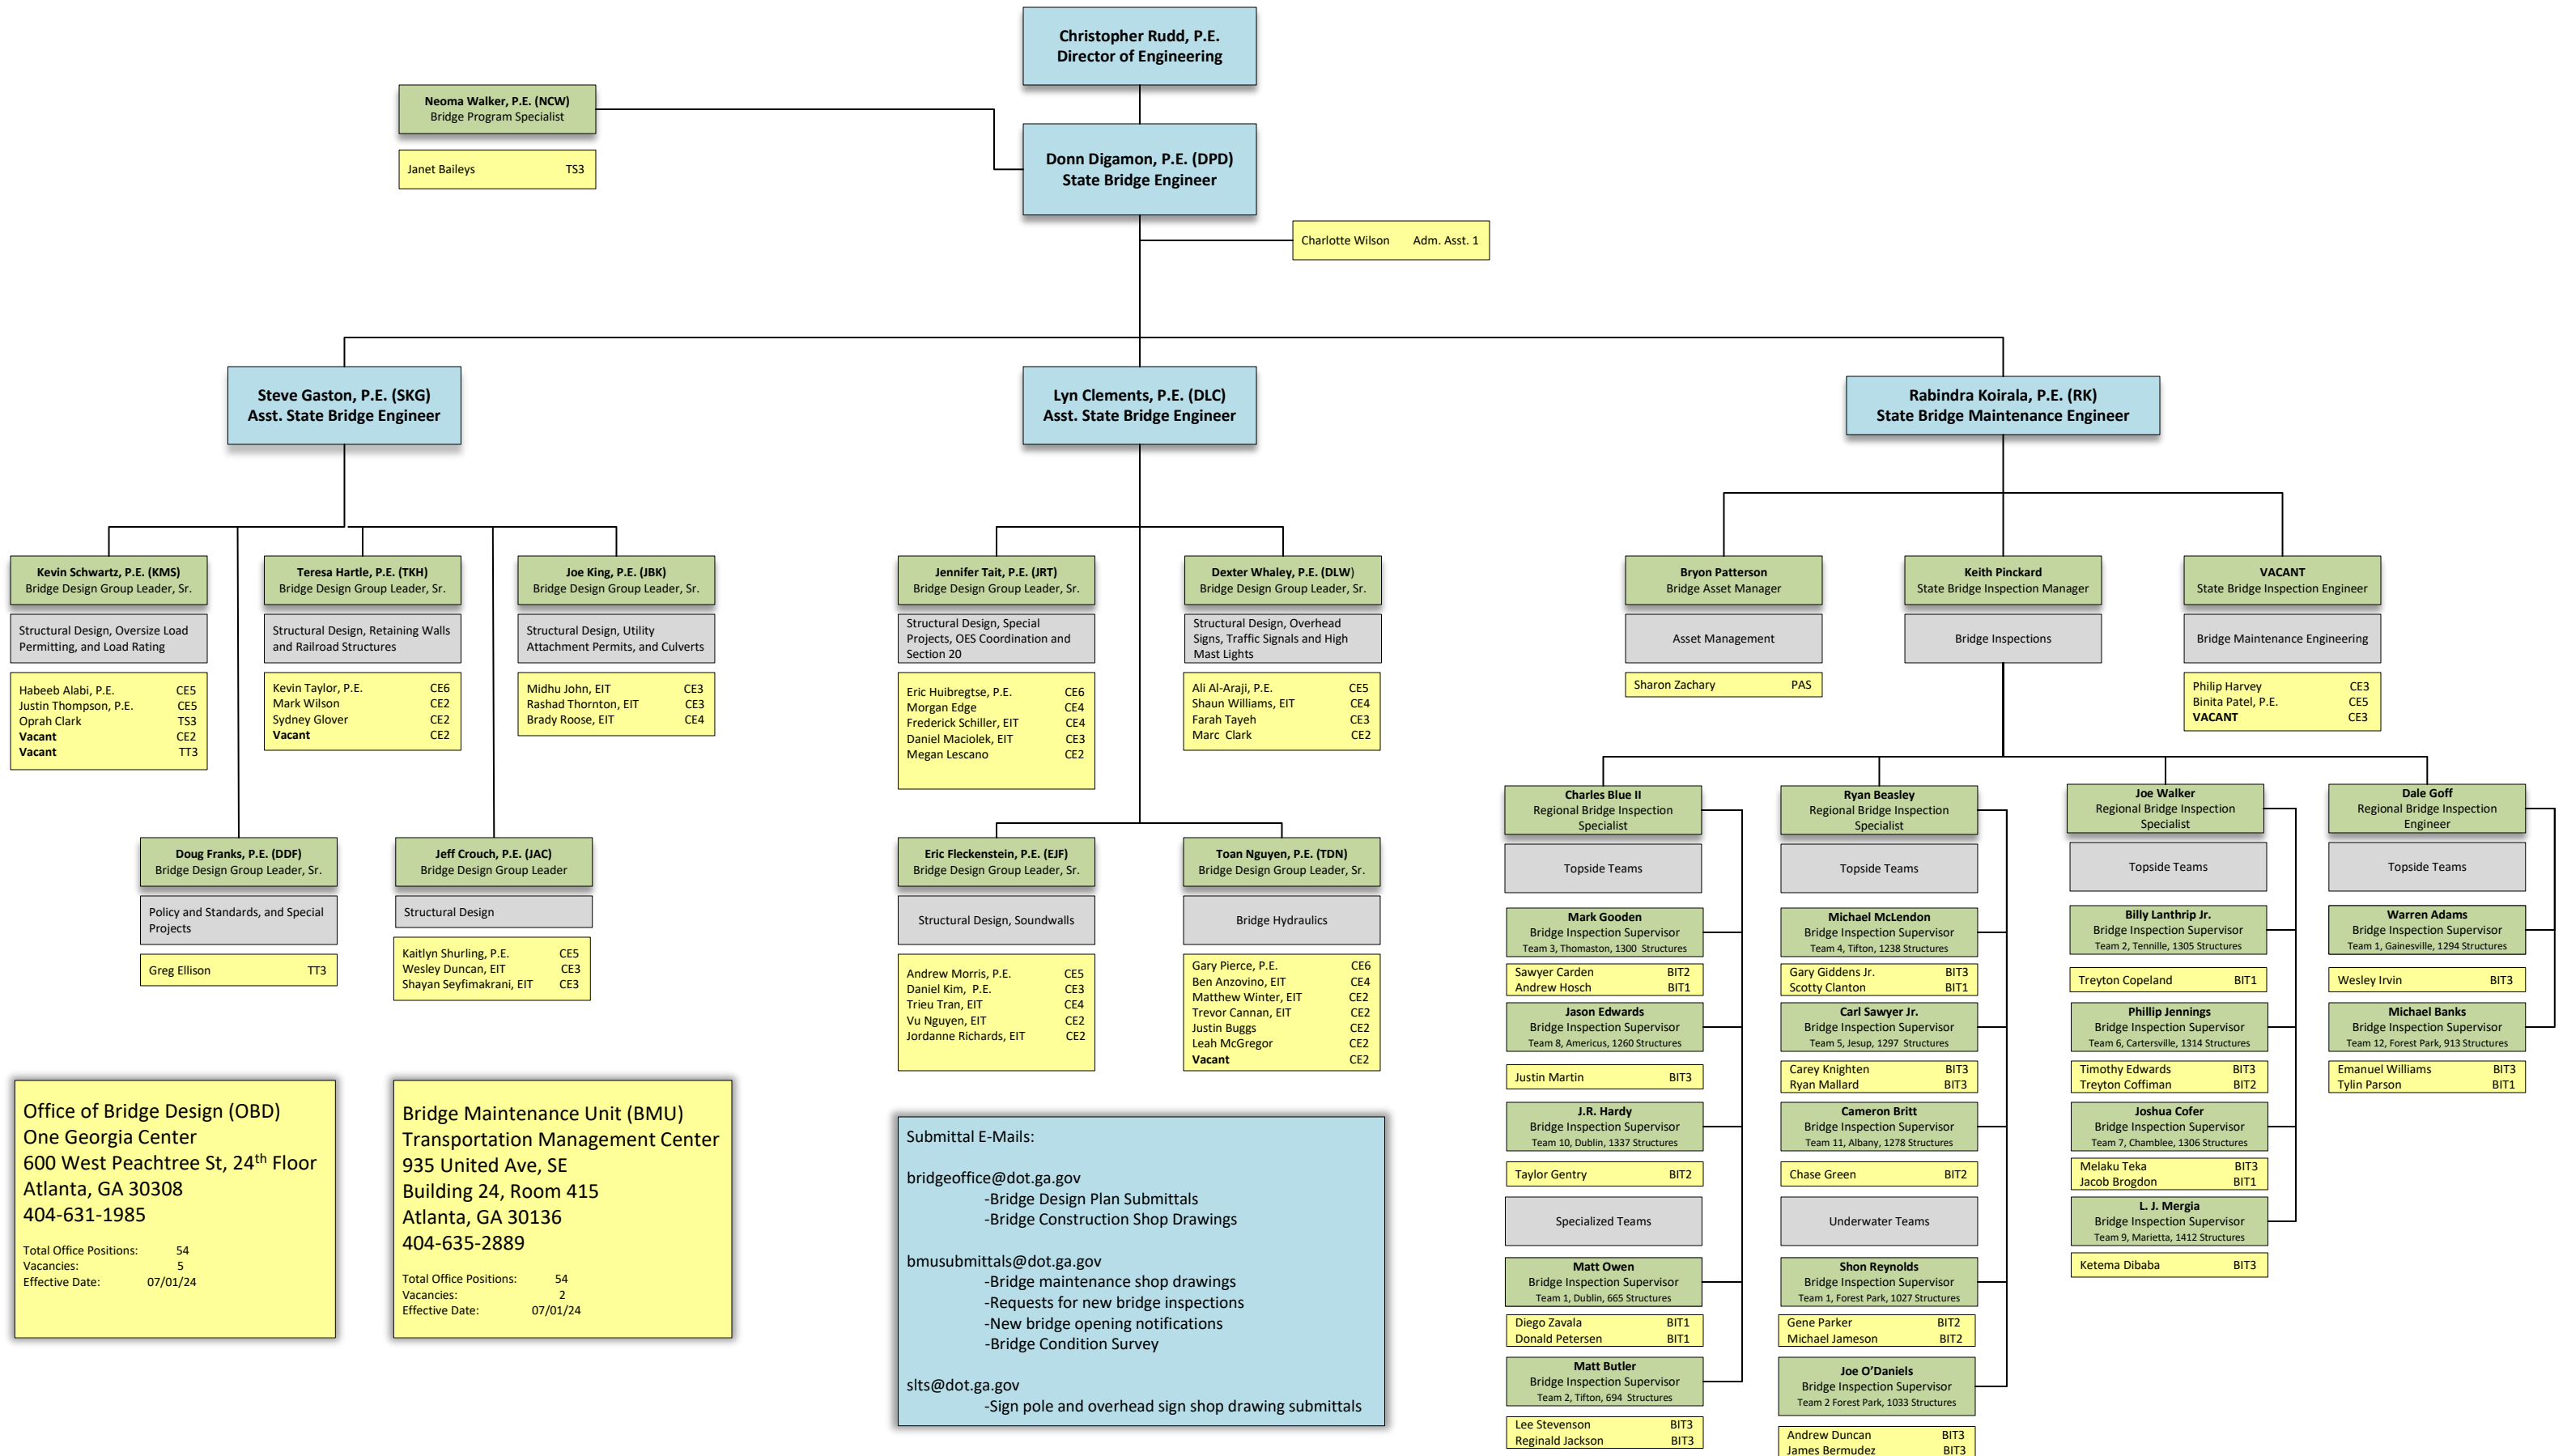 Christopher Rudd, P.E.
Director of Engineering
Neoma Walker, P.E. (NCW)
Bridge Program Specialist
Janet Baileys TS3
Donn Digamon, P.E. (DPD)
State Bridge Engineer
Charlotte Wilson Adm. Asst. 1
Steve Gaston, P.E. (SKG)
Asst. State Bridge Engineer
Lyn Clements, P.E. (DLC)
Asst. State Bridge Engineer
Rabindra Koirala, P.E. (RK)
State Bridge Maintenance Engineer
Kevin Schwartz, P.E. (KMS)
Bridge Design Group Leader, Sr.
Structural Design, Oversize Load
Permitting, and Load Rating
Habeeb Alabi, P.E. CE5
Justin Thompson, P.E. CE5
Oprah Clark TS3
Vacant CE2
Vacant TT3
Teresa Hartle, P.E. (TKH)
Bridge Design Group Leader, Sr.
Structural Design, Retaining Walls
and Railroad Structures
Kevin Taylor, P.E. CE6
Mark Wilson CE2
Sydney Glover CE2
Vacant CE2
Joe King, P.E. (JBK)
Bridge Design Group Leader, Sr.
Structural Design, Utility
Attachment Permits, and Culverts
Midhu John, EIT CE3
Rashad Thornton, EIT CE3
Brady Roose, EIT CE4
Doug Franks, P.E. (DDF)
Bridge Design Group Leader, Sr.
Policy and Standards, and Special
Projects
Greg Ellison TT3
Jeff Crouch, P.E. (JAC)
Bridge Design Group Leader
Structural Design
Kaitlyn Shurling, P.E. CE5
Wesley Duncan, EIT CE3
Shayan Seyfimakrani, EIT CE3
Jennifer Tait, P.E. (JRT)
Bridge Design Group Leader, Sr.
Structural Design, Special
Projects, OES Coordination and
Section 20
Eric Huibregtse, P.E. CE6
Morgan Edge CE4
Frederick Schiller, EIT CE4
Daniel Maciolek, EIT CE3
Megan Lescano CE2
Dexter Whaley, P.E. (DLW)
Bridge Design Group Leader, Sr.
Structural Design, Overhead
Signs, Traffic Signals and High
Mast Lights
Ali Al-Araji, P.E. CE5
Shaun Williams, EIT CE4
Farah Tayeh CE3
Marc Clark CE2
Eric Fleckenstein, P.E. (EJF)
Bridge Design Group Leader, Sr.
Structural Design, Soundwalls
Andrew Morris, P.E. CE5
Daniel Kim, P.E. CE3
Trieu Tran, EIT CE4
Vu Nguyen, EIT CE2
Jordanne Richards, EIT CE2
Toan Nguyen, P.E. (TDN)
Bridge Design Group Leader, Sr.
Bridge Hydraulics
Gary Pierce, P.E. CE6
Ben Anzovino, EIT CE4
Matthew Winter, EIT CE2
Trevor Cannan, EIT CE2
Justin Buggs CE2
Leah McGregor CE2
Vacant CE2
Bryon Patterson
Bridge Asset Manager
Asset Management
Sharon Zachary PAS
Keith Pinckard
State Bridge Inspection Manager
Bridge Inspections
VACANT
State Bridge Inspection Engineer
Bridge Maintenance Engineering
Philip Harvey CE3
Binita Patel, P.E. CE5
VACANT CE3
Charles Blue II
Regional Bridge Inspection
Specialist
Topside Teams
Mark Gooden
Bridge Inspection Supervisor
Team 3, Thomaston, 1300 Structures
Sawyer Carden BIT2
Andrew Hosch BIT1
Jason Edwards
Bridge Inspection Supervisor
Team 8, Americus, 1260 Structures
Justin Martin BIT3
J.R. Hardy
Bridge Inspection Supervisor
Team 10, Dublin, 1337 Structures
Taylor Gentry BIT2
Specialized Teams
Matt Owen
Bridge Inspection Supervisor
Team 1, Dublin, 665 Structures
Diego Zavala BIT1
Donald Petersen BIT1
Matt Butler
Bridge Inspection Supervisor
Team 2, Tifton, 694 Structures
Lee Stevenson BIT3
Reginald Jackson BIT3
Ryan Beasley
Regional Bridge Inspection
Specialist
Topside Teams
Michael McLendon
Bridge Inspection Supervisor
Team 4, Tifton, 1238 Structures
Gary Giddens Jr. BIT3
Scotty Clanton BIT1
Carl Sawyer Jr.
Bridge Inspection Supervisor
Team 5, Jesup, 1297 Structures
Carey Knighten BIT3
Ryan Mallard BIT3
Cameron Britt
Bridge Inspection Supervisor
Team 11, Albany, 1278 Structures
Chase Green BIT2
Underwater Teams
Shon Reynolds
Bridge Inspection Supervisor
Team 1, Forest Park, 1027 Structures
Gene Parker BIT2
Michael Jameson BIT2
Joe O’Daniels
Bridge Inspection Supervisor
Team 2 Forest Park, 1033 Structures
Andrew Duncan BIT3
James Bermudez BIT3
Joe Walker
Regional Bridge Inspection
Specialist
Topside Teams
Billy Lanthrip Jr.
Bridge Inspection Supervisor
Team 2, Tennille, 1305 Structures
Treyton Copeland BIT1
Phillip Jennings
Bridge Inspection Supervisor
Team 6, Cartersville, 1314 Structures
Timothy Edwards BIT3
Treyton Coffiman BIT2
Joshua Cofer
Bridge Inspection Supervisor
Team 7, Chamblee, 1306 Structures
Melaku Teka BIT3
Jacob Brogdon BIT1
L. J. Mergia
Bridge Inspection Supervisor
Team 9, Marietta, 1412 Structures
Ketema Dibaba BIT3
Dale Goff
Regional Bridge Inspection
Engineer
Topside Teams
Warren Adams
Bridge Inspection Supervisor
Team 1, Gainesville, 1294 Structures
Wesley Irvin BIT3
Michael Banks
Bridge Inspection Supervisor
Team 12, Forest Park, 913 Structures
Emanuel Williams BIT3
Tylin Parson BIT1
Office of Bridge Design (OBD)
One Georgia Center
600 West Peachtree St, 24th Floor
Atlanta, GA 30308
404-631-1985
Total Office Positions: 54
Vacancies: 5
Effective Date: 07/01/24
Bridge Maintenance Unit (BMU)
Transportation Management Center
935 United Ave, SE
Building 24, Room 415
Atlanta, GA 30136
404-635-2889
Total Office Positions: 54
Vacancies: 2
Effective Date: 07/01/24
Submittal E-Mails:
bridgeoffice@dot.ga.gov
-Bridge Design Plan Submittals
-Bridge Construction Shop Drawings
bmusubmittals@dot.ga.gov
-Bridge maintenance shop drawings
-Requests for new bridge inspections
-New bridge opening notifications
-Bridge Condition Survey
slts@dot.ga.gov
-Sign pole and overhead sign shop drawing submittals